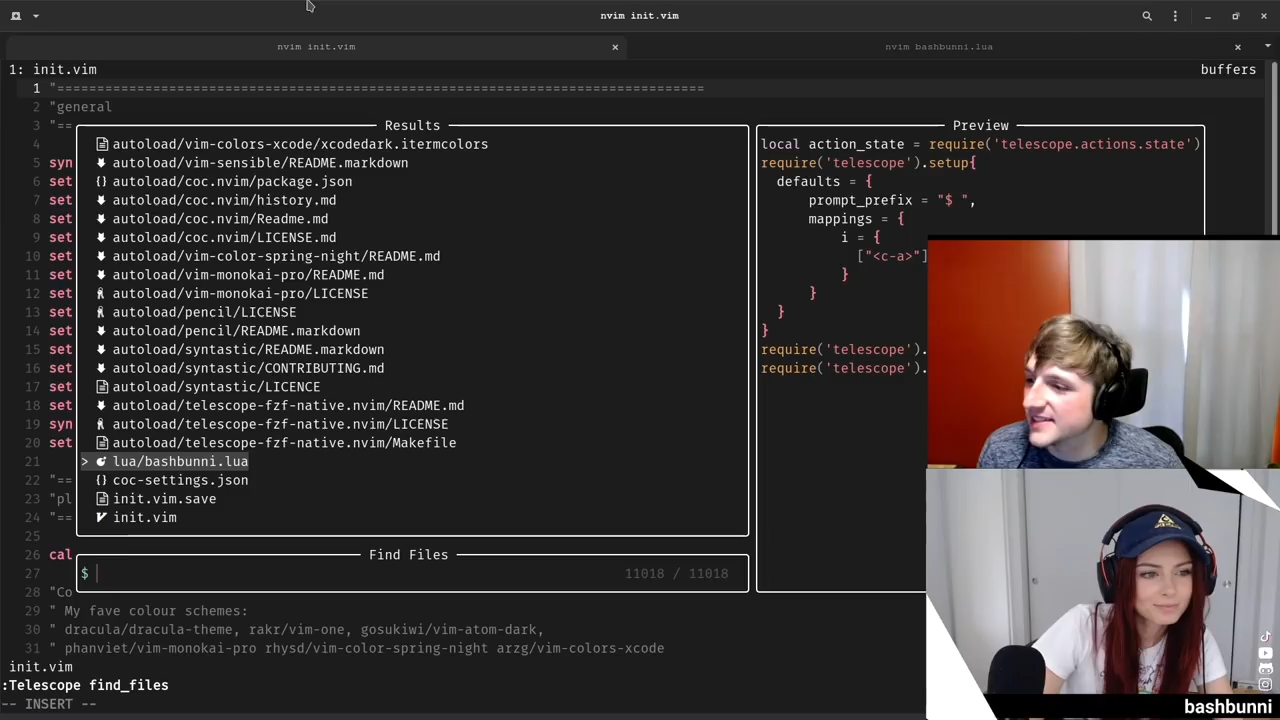 nvim init.vim
nvim init.vim
nvim bashbunni.lua
1: init.vim
buffers
1 "================================================================================
2 "general
3 "==
4
5 syn
6 set
7 set
8 set
9 set
10 set
11 set
12 set
13 set
14 set
15 set
16 set
17 set
18 set
19 syn
20 set
21
22 "==
23 "pl
24 "==
25
26 cal
27
28 "Co
29 " My fave colour schemes:
30 " dracula/dracula-theme, rakr/vim-one, gosukiwi/vim-atom-dark,
31 " phanviet/vim-monokai-pro rhysd/vim-color-spring-night arzg/vim-colors-xcode
Results
autoload/vim-colors-xcode/xcodedark.itermcolors
autoload/vim-sensible/README.markdown
{} autoload/coc.nvim/package.json
autoload/coc.nvim/history.md
autoload/coc.nvim/Readme.md
autoload/coc.nvim/LICENSE.md
autoload/vim-color-spring-night/README.md
autoload/vim-monokai-pro/README.md
autoload/vim-monokai-pro/LICENSE
autoload/pencil/LICENSE
autoload/pencil/README.markdown
autoload/syntastic/README.markdown
autoload/syntastic/CONTRIBUTING.md
autoload/syntastic/LICENCE
autoload/telescope-fzf-native.nvim/README.md
autoload/telescope-fzf-native.nvim/LICENSE
autoload/telescope-fzf-native.nvim/Makefile
> lua/bashbunni.lua
{} coc-settings.json
init.vim.save
init.vim
Find Files
$ 11018 / 11018
Preview
local action_state = require('telescope.actions.state')
require('telescope').setup{
defaults = {
prompt_prefix = "$ ",
mappings = {
i = {
["<c-a>"]
}
}
}
}
require('telescope').
require('telescope').
init.vim
:Telescope find_files
-- INSERT --
bashbunni